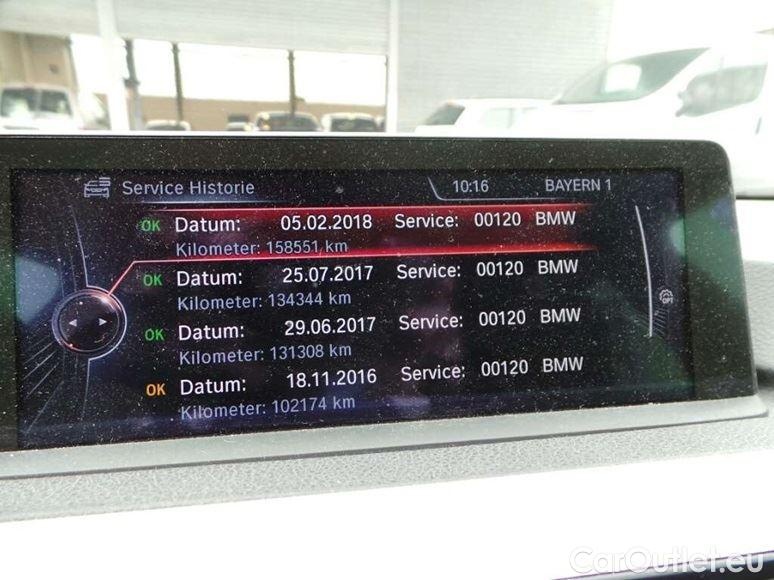 Service Historie 10:16 BAYERN 1
OK Datum: 05.02.2018 Service: 00120 BMW
Kilometer: 158551 km
OK Datum: 25.07.2017 Service: 00120 BMW
Kilometer: 134344 km
OK Datum: 29.06.2017 Service: 00120 BMW
Kilometer: 131308 km
OK Datum: 18.11.2016 Service: 00120 BMW
Kilometer: 102174 km
OPT
CarOutlet.eu